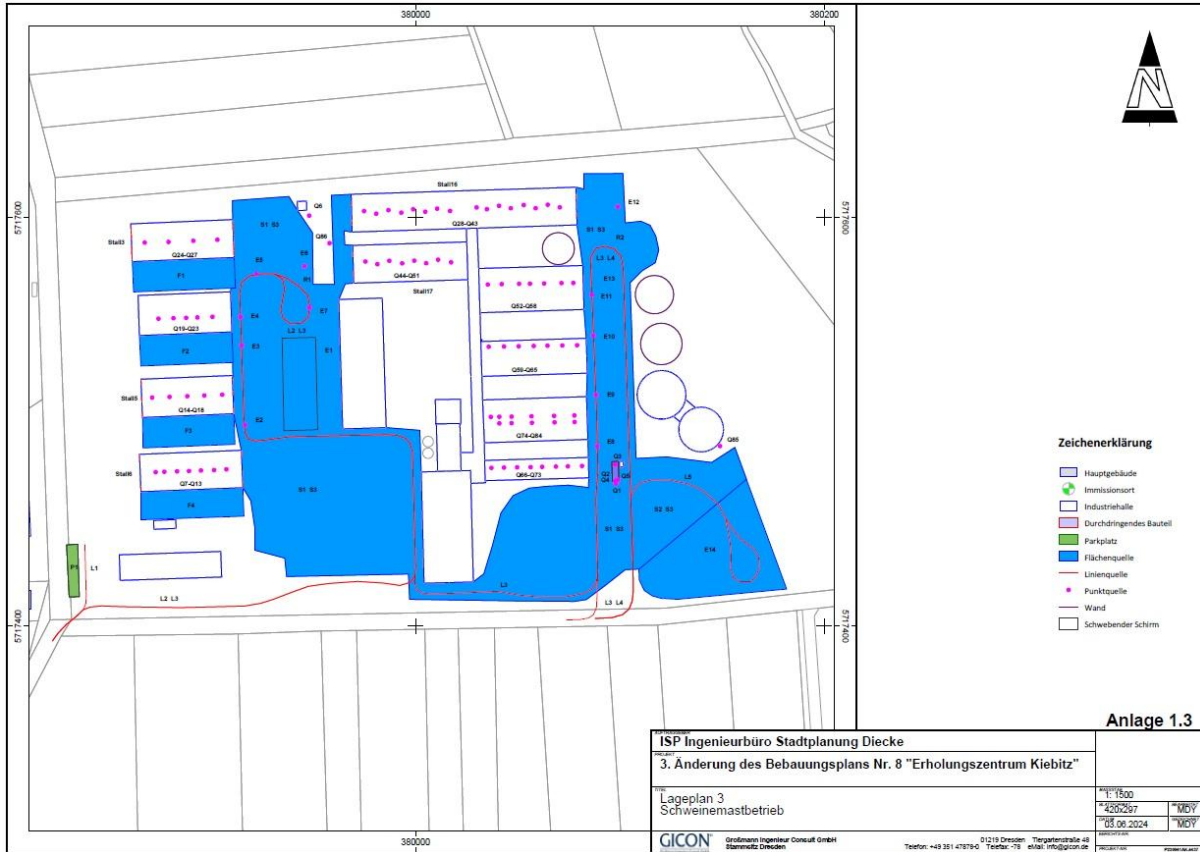 380000
380200
5717600
5717600
Stall16
Q6
E12
S1 S3
Q28-Q43
Stall3
Q86
S1 S3
R2
Q24-Q27
E5
E6
L3 L4
F1
R1
Q44-Q51
E13
Stall17
E11
E7
Q52-Q58
E4
Q19-Q23
L2 L3
E10
E3
E1
F2
Q59-Q65
Stall5
E9
Q14-Q18
E2
F3
Q74-Q84
Q85
E8
Q3
Stall6
Q66-Q73
Q2
Q4
Q1
Q7-Q13
L5
S1 S3
F4
S2 S3
S1 S3
E14
P1
L1
L2 L3
L3
L3 L4
5717400
5717400
380000
N
Zeichenerklärung
Hauptgebäude
Immissionsort
Industriehalle
Durchdringendes Bauteil
Parkplatz
Flächenquelle
Linienquelle
Punktquelle
Wand
Schwebender Schirm
Anlage 1.3
ISP Ingenieurbüro Stadtplanung Diecke
PROJEKT
3. Änderung des Bebauungsplans Nr. 8 "Erholungszentrum Kiebitz"
TITEL
Lageplan 3
Schweinemastbetrieb
1: 1500
420x297
MDY
03.06.2024
MDY
GICON
Großmann Ingenieur Consult GmbH
Stammsitz Dresden
01219 Dresden Tiergartenstraße 48
Telefon: +49 351 47878-0 Telefax: -78 eMail: info@gicon.de